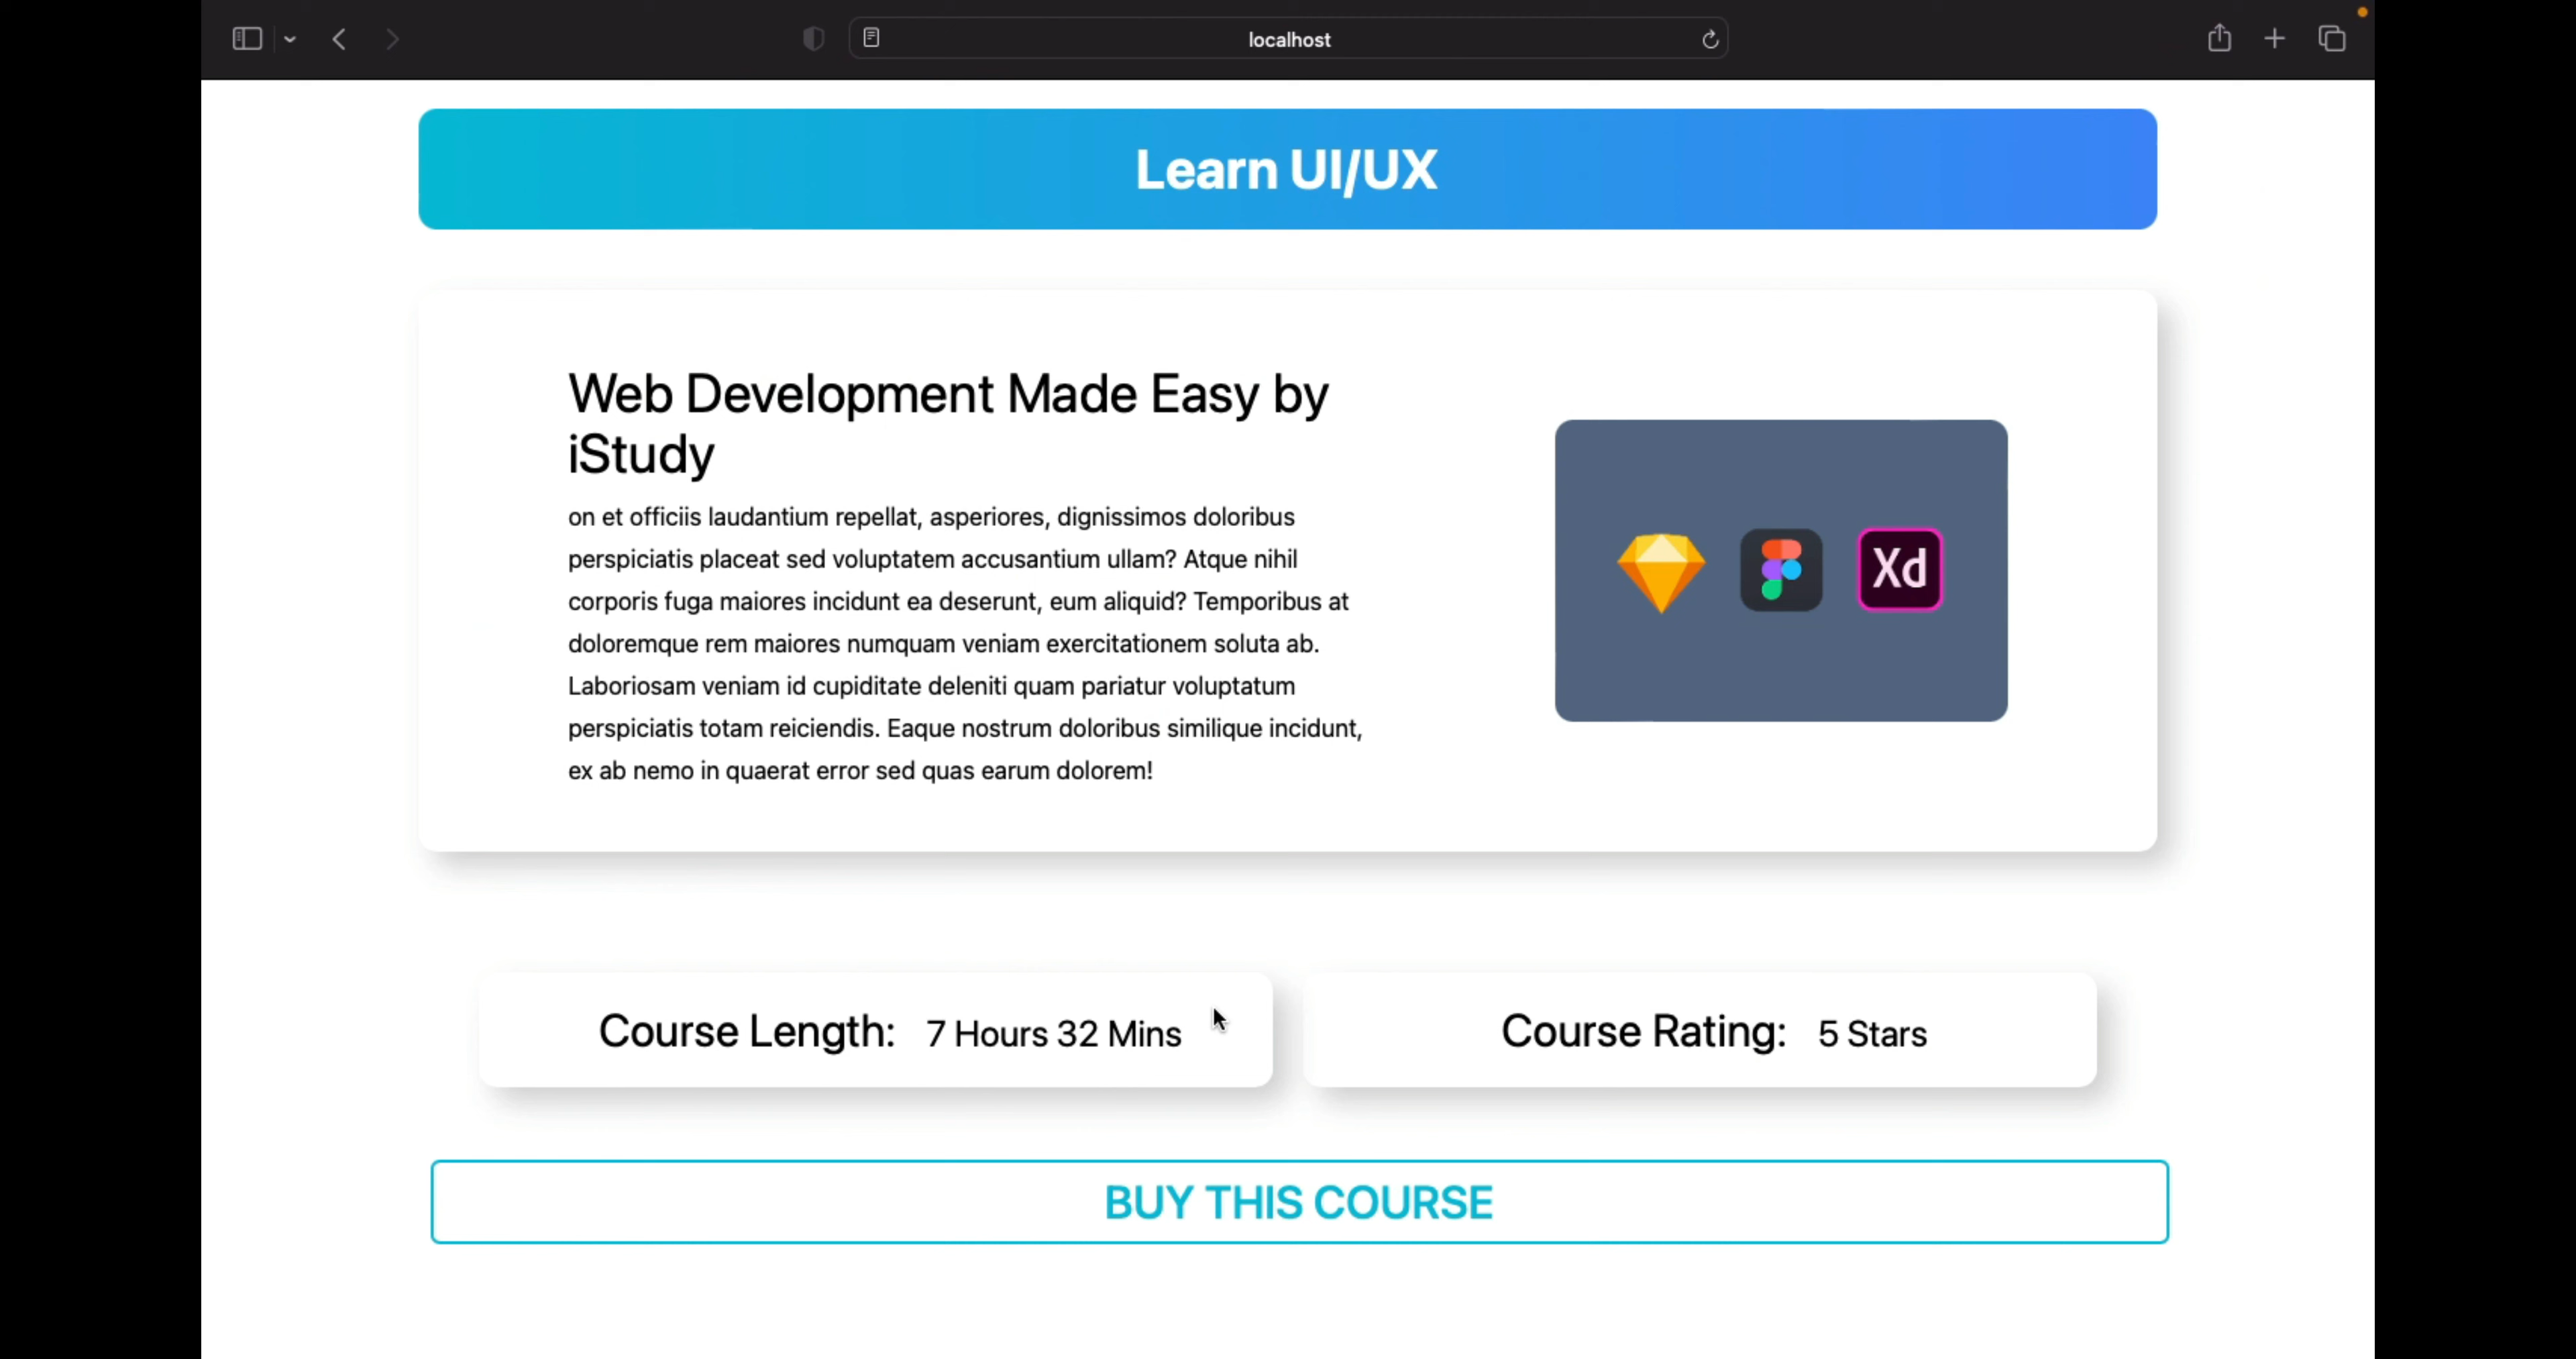 localhost
Learn UI/UX
Web Development Made Easy by
iStudy
on et officiis laudantium repellat, asperiores, dignissimos doloribus
perspiciatis placeat sed voluptatem accusantium ullam? Atque nihil
corporis fuga maiores incidunt ea deserunt, eum aliquid? Temporibus at
doloremque rem maiores numquam veniam exercitationem soluta ab.
Laboriosam veniam id cupiditate deleniti quam pariatur voluptatum
perspiciatis totam reiciendis. Eaque nostrum doloribus similique incidunt,
ex ab nemo in quaerat error sed quas earum dolorem!
Xd
Course Length: 7 Hours 32 Mins
Course Rating: 5 Stars
BUY THIS COURSE